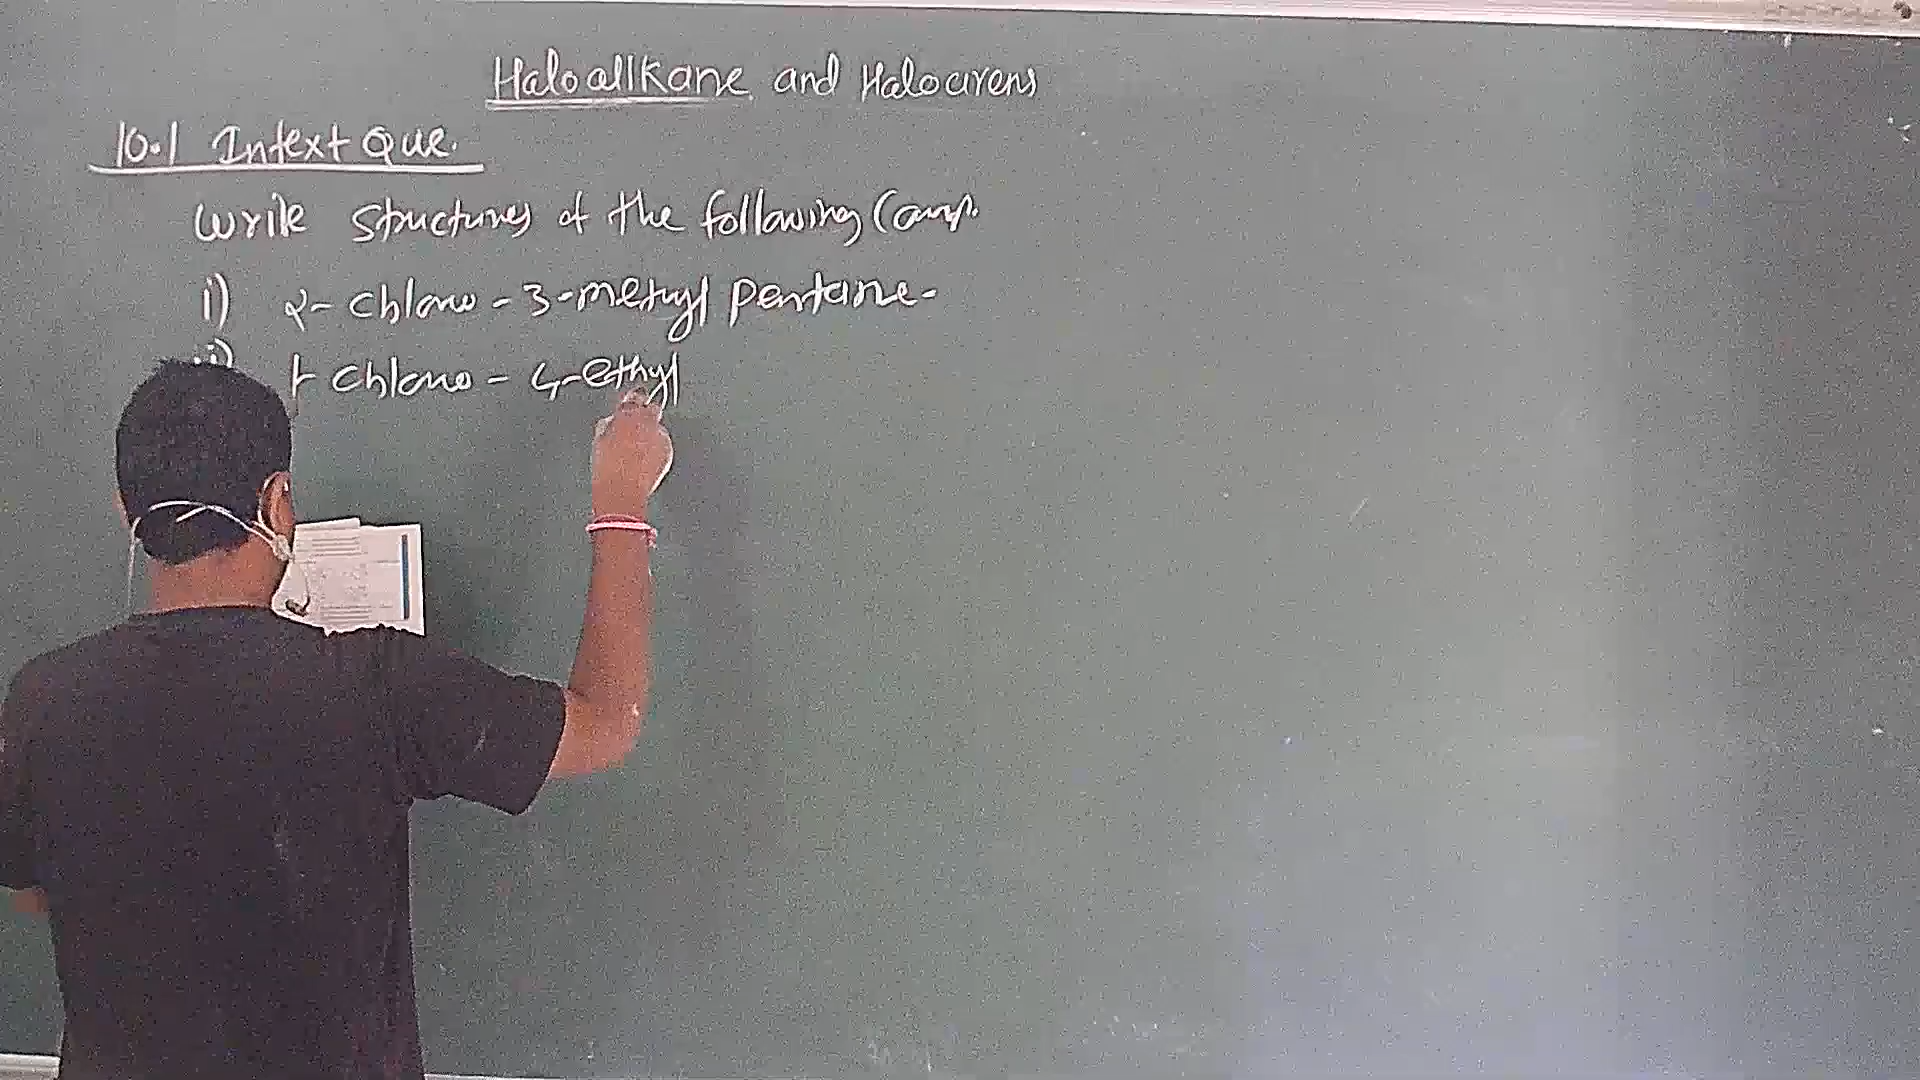 Haloallkane and Haloarens
10.1 Intext Que.
Write structures of the following Comp.
i) 2- chloro - 3-methyl pentane-
ii) 1- Chloro - 4-ethyl